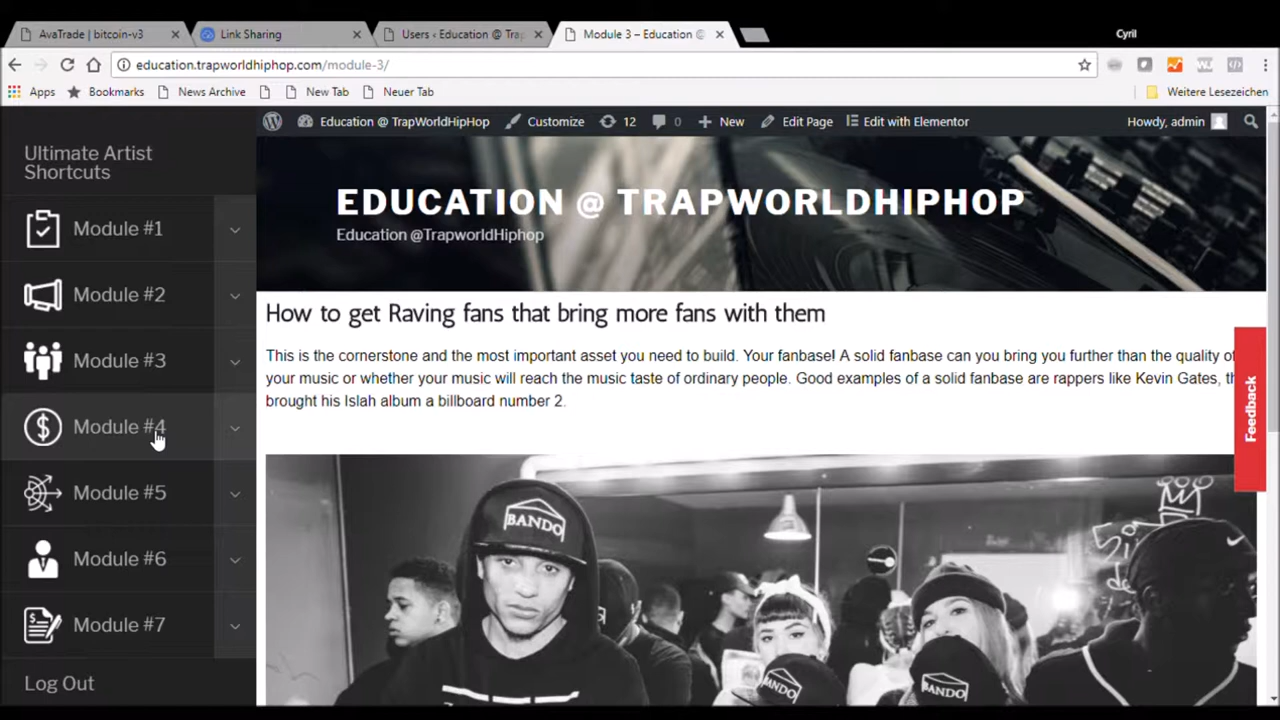 AvaTrade | bitcoin-v3
Link Sharing
Users ‹ Education @ Tra
Module 3 – Education @
Cyril
education.trapworldhiphop.com/module-3/
Apps
Bookmarks
News Archive
New Tab
Neuer Tab
Weitere Lesezeichen
Education @ TrapWorldHipHop
Customize
12
0
New
Edit Page
Edit with Elementor
Howdy, admin
Ultimate Artist
Shortcuts
Module #1
Module #2
Module #3
Module #4
Module #5
Module #6
Module #7
Log Out
EDUCATION @ TRAPWORLDHIPHOP
Education @TrapworldHiphop
How to get Raving fans that bring more fans with them
This is the cornerstone and the most important asset you need to build. Your fanbase! A solid fanbase can you bring you further than the quality of
your music or whether your music will reach the music taste of ordinary people. Good examples of a solid fanbase are rappers like Kevin Gates, th
brought his Islah album a billboard number 2.
Feedback
BANDO
BANDO
BANDO